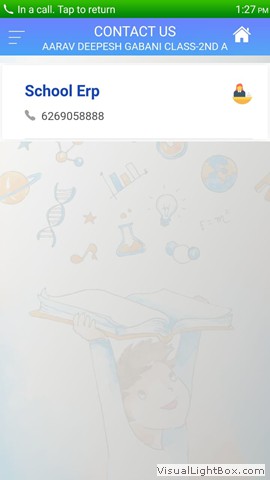 In a call. Tap to return 1:27 PM
CONTACT US
AARAV DEEPESH GABANI CLASS-2ND A
School Erp
6269058888
VisualLightBox.com